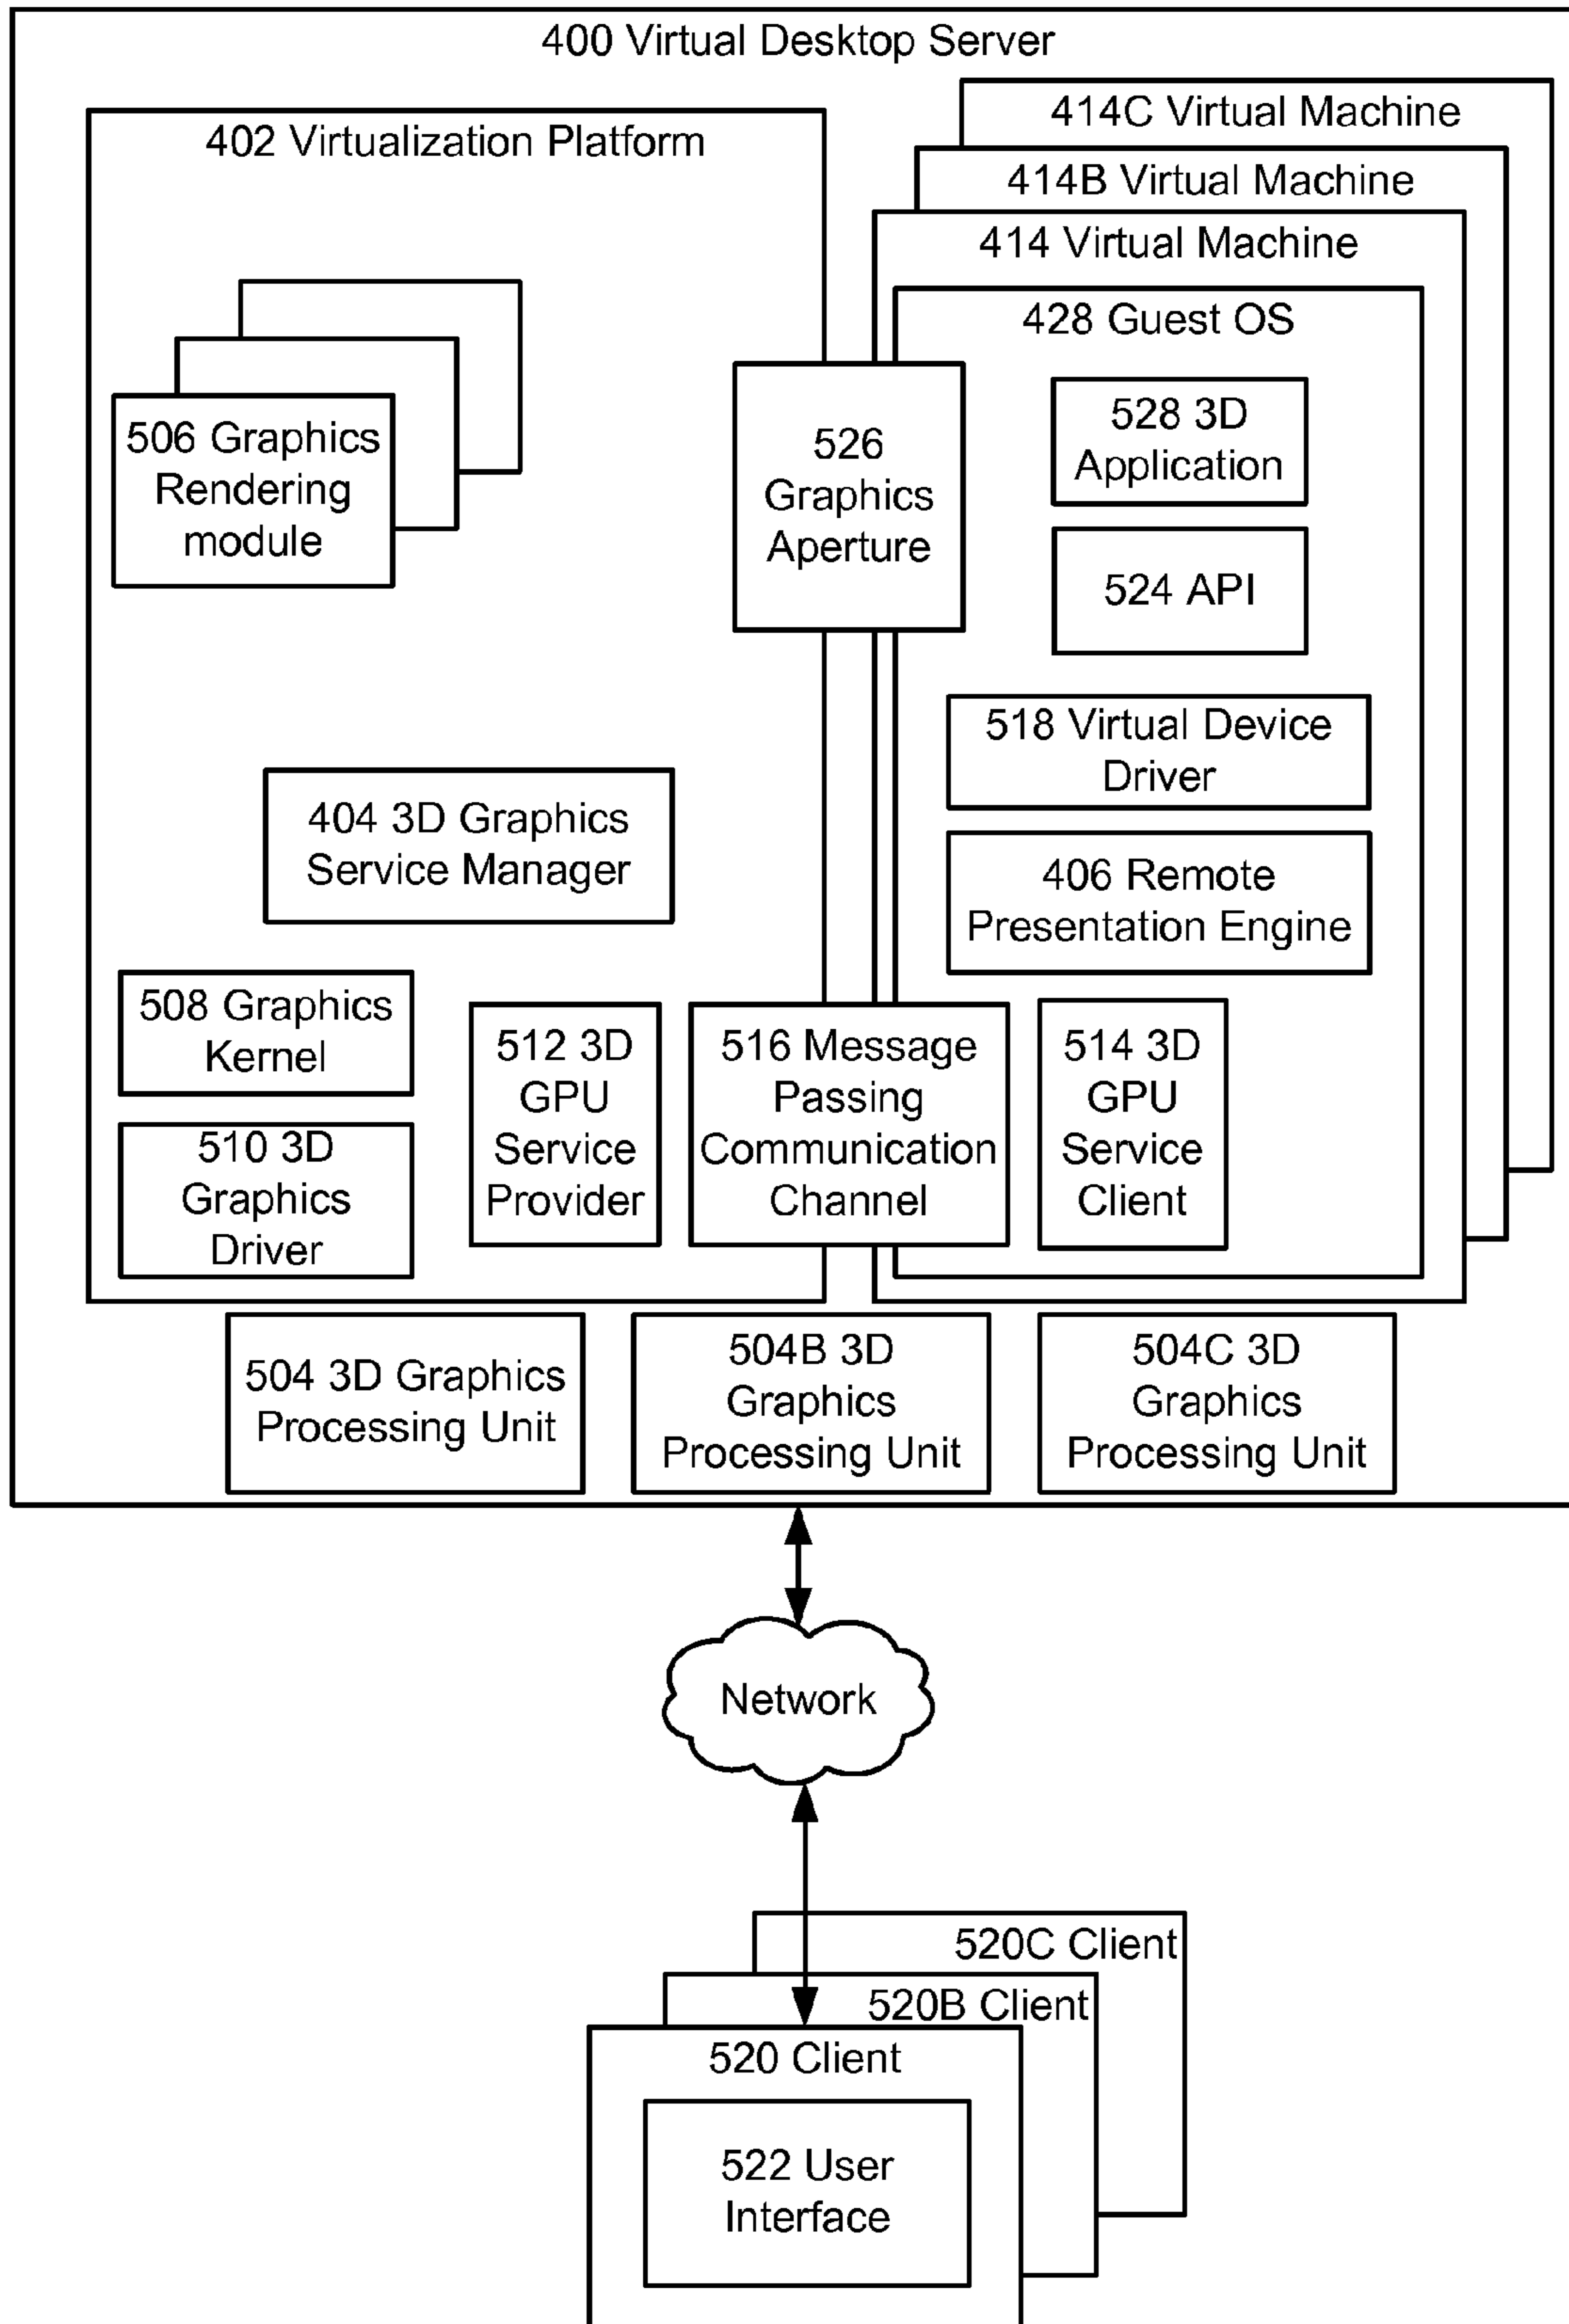 400 Virtual Desktop Server
402 Virtualization Platform
414C Virtual Machine
414B Virtual Machine
414 Virtual Machine
428 Guest OS
506 Graphics
Rendering
module
526
Graphics
Aperture
528 3D
Application
524 API
518 Virtual Device
Driver
404 3D Graphics
Service Manager
406 Remote
Presentation Engine
508 Graphics
Kernel
510 3D
Graphics
Driver
512 3D
GPU
Service
Provider
516 Message
Passing
Communication
Channel
514 3D
GPU
Service
Client
504 3D Graphics
Processing Unit
504B 3D
Graphics
Processing Unit
504C 3D
Graphics
Processing Unit
Network
520C Client
520B Client
520 Client
522 User
Interface